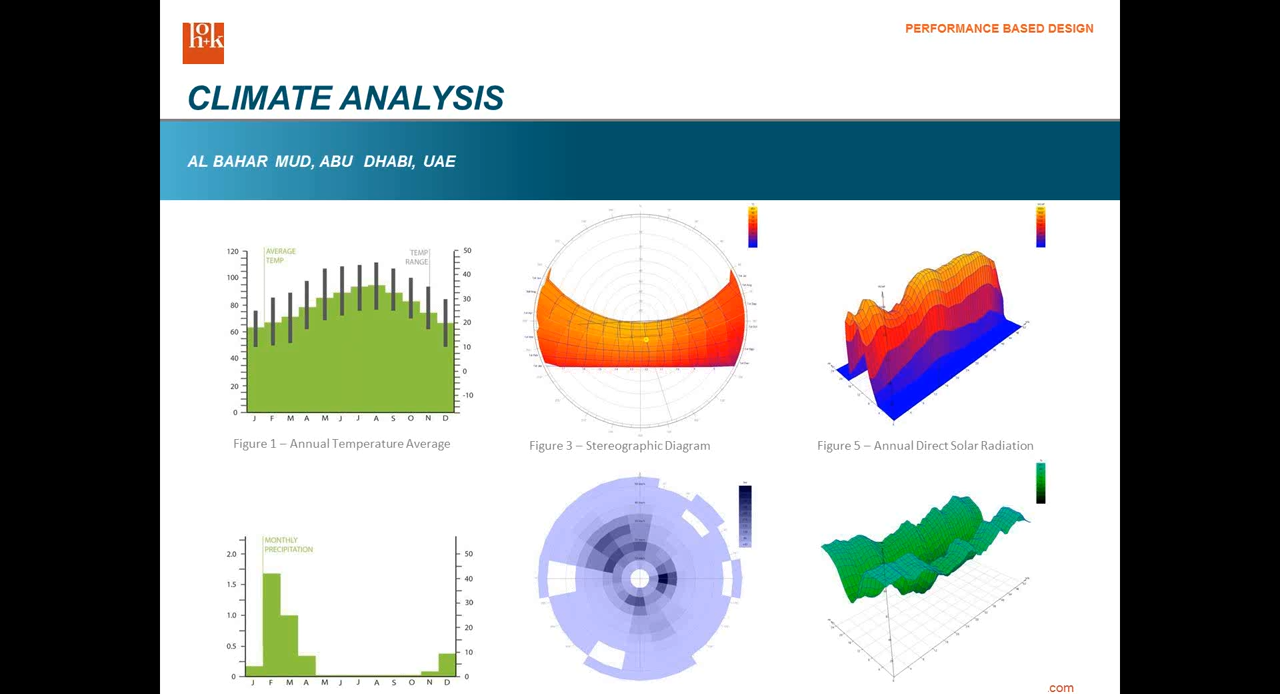 ho+k
PERFORMANCE BASED DESIGN
CLIMATE ANALYSIS
AL BAHAR MUD, ABU DHABI, UAE
AVERAGE
TEMP
TEMP
RANGE
120
100
80
60
40
20
0
50
40
30
20
10
0
-10
J F M A M J J A S O N D
Figure 1 – Annual Temperature Average
Figure 3 – Stereographic Diagram
Figure 5 – Annual Direct Solar Radiation
MONTHLY
PRECIPITATION
2.0
1.5
1.0
0.5
0
50
40
30
20
10
0
J F M A M J J A S O N D
.com